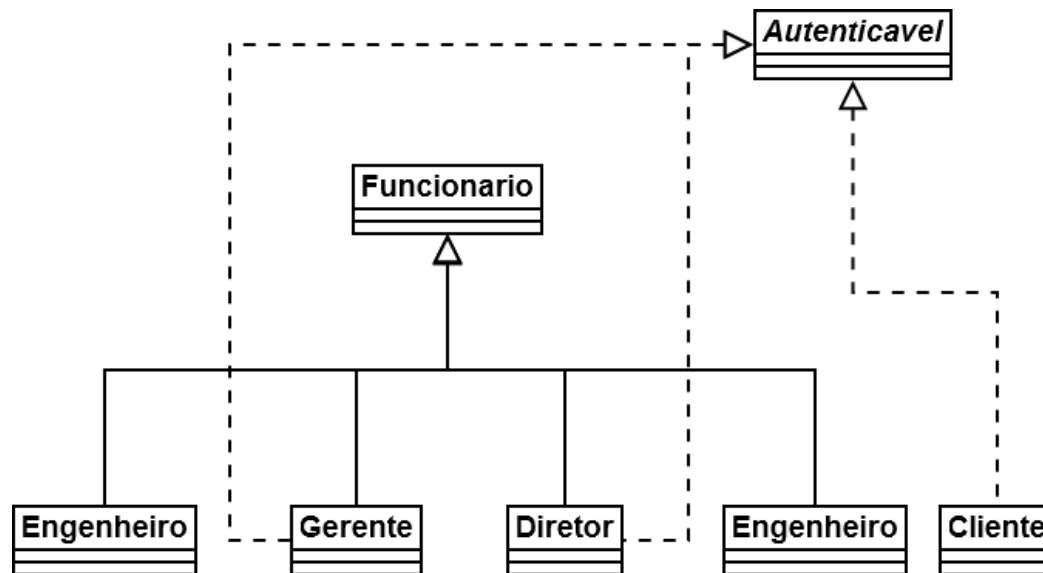 Autenticavel
Funcionario
Engenheiro
Gerente
Diretor
Engenheiro
Cliente